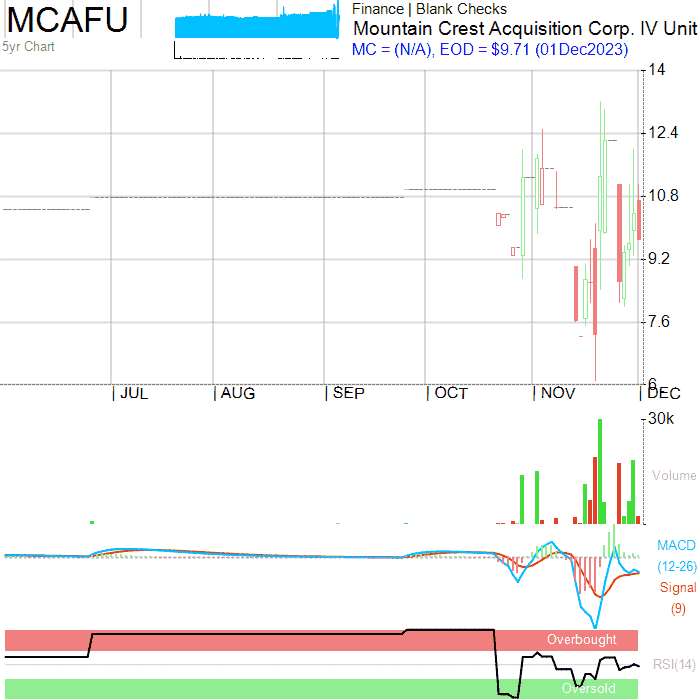 MCAFU
5yr Chart
Finance | Blank Checks
Mountain Crest Acquisition Corp. IV Unit
MC = (N/A), EOD = $9.71 (01Dec2023)
14
12.4
10.8
9.2
7.6
6
JUL
AUG
SEP
OCT
NOV
DEC
30k
Volume
MACD
(12-26)
Signal
(9)
Overbought
RSI(14)
Oversold